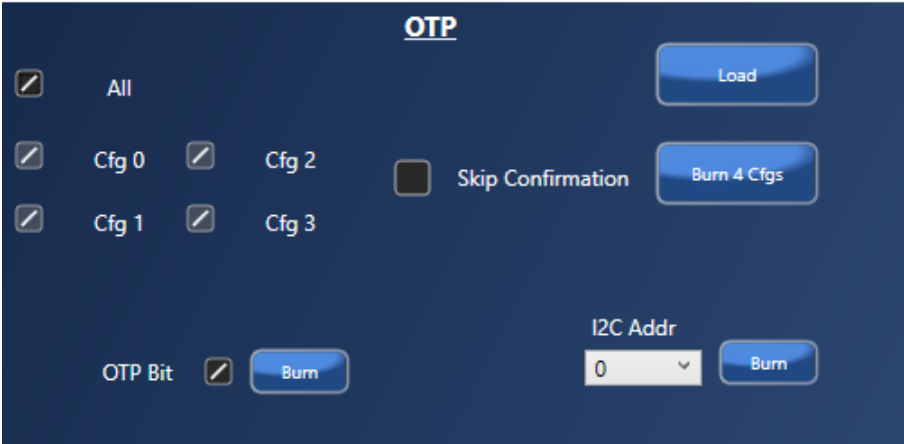 OTP
All
Load
Cfg 0
Cfg 2
Skip Confirmation
Burn 4 Cfgs
Cfg 1
Cfg 3
I2C Addr
OTP Bit
Burn
0
Burn